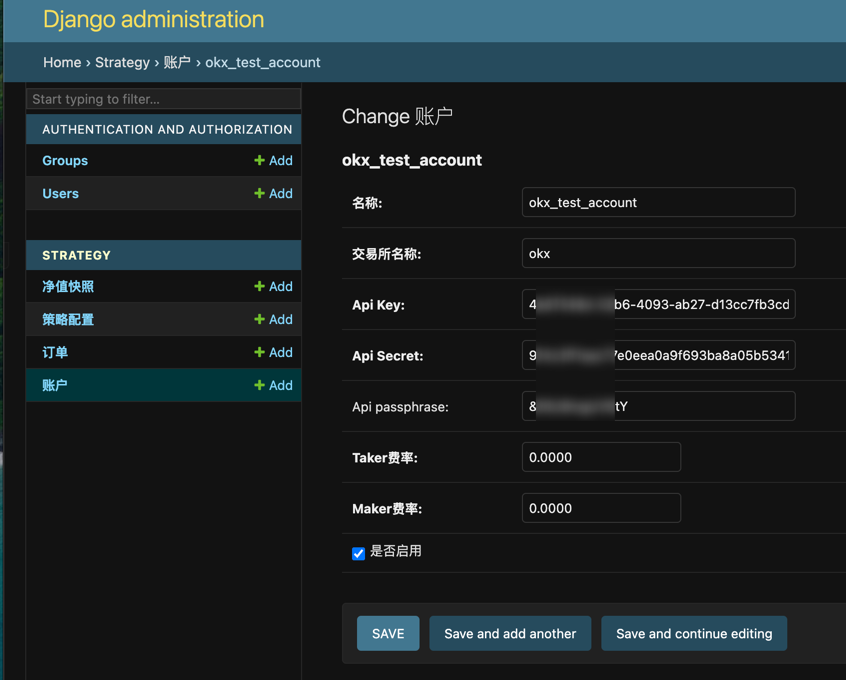 Django administration
Home › Strategy › 账户 › okx_test_account
Start typing to filter...
AUTHENTICATION AND AUTHORIZATION
Groups + Add
Users + Add
STRATEGY
净值快照 + Add
策略配置 + Add
订单 + Add
账户 + Add
Change 账户
okx_test_account
名称: okx_test_account
交易所名称: okx
Api Key: 4 b6-4093-ab27-d13cc7fb3cd
Api Secret: 9 7e0eea0a9f693ba8a05b5341
Api passphrase: & tY
Taker费率: 0.0000
Maker费率: 0.0000
是否启用
SAVE Save and add another Save and continue editing